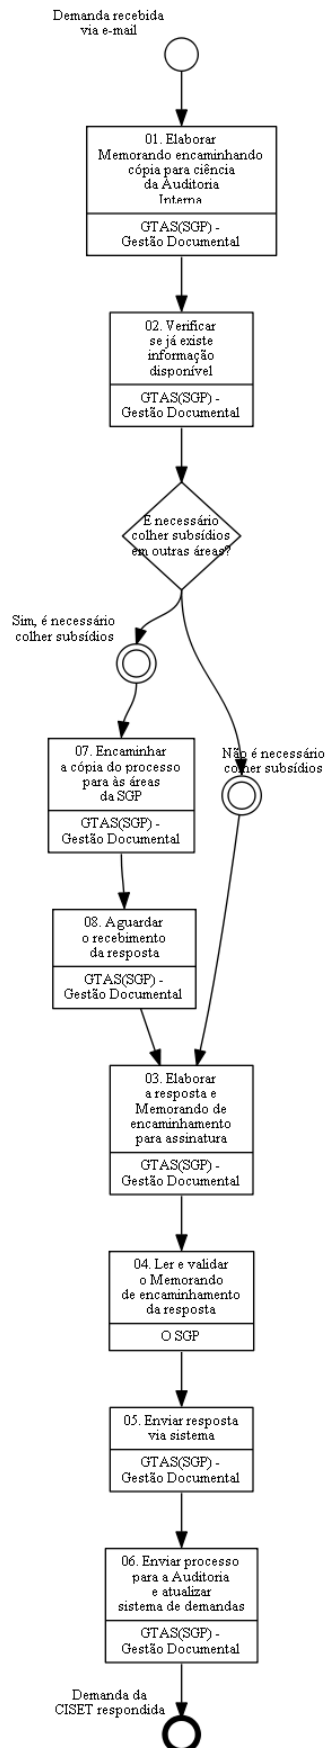 Demanda recebida
via e-mail
01. Elaborar
Memorando encaminhando
cópia para ciência
da Auditoria
Interna
GTAS(SGP) -
Gestão Documental
02. Verificar
se já existe
informação
disponível
GTAS(SGP) -
Gestão Documental
É necessário
colher subsídios
em outras áreas?
Sim, é necessário
colher subsídios
Não é necessário
colher subsídios
07. Encaminhar
a cópia do processo
para às áreas
da SGP
GTAS(SGP) -
Gestão Documental
08. Aguardar
o recebimento
da resposta
GTAS(SGP) -
Gestão Documental
03. Elaborar
a resposta e
Memorando de
encaminhamento
para assinatura
GTAS(SGP) -
Gestão Documental
04. Ler e validar
o Memorando
de encaminhamento
da resposta
O SGP
05. Enviar resposta
via sistema
GTAS(SGP) -
Gestão Documental
06. Enviar processo
para a Auditoria
e atualizar
sistema de demandas
GTAS(SGP) -
Gestão Documental
Demanda da
CISET respondida